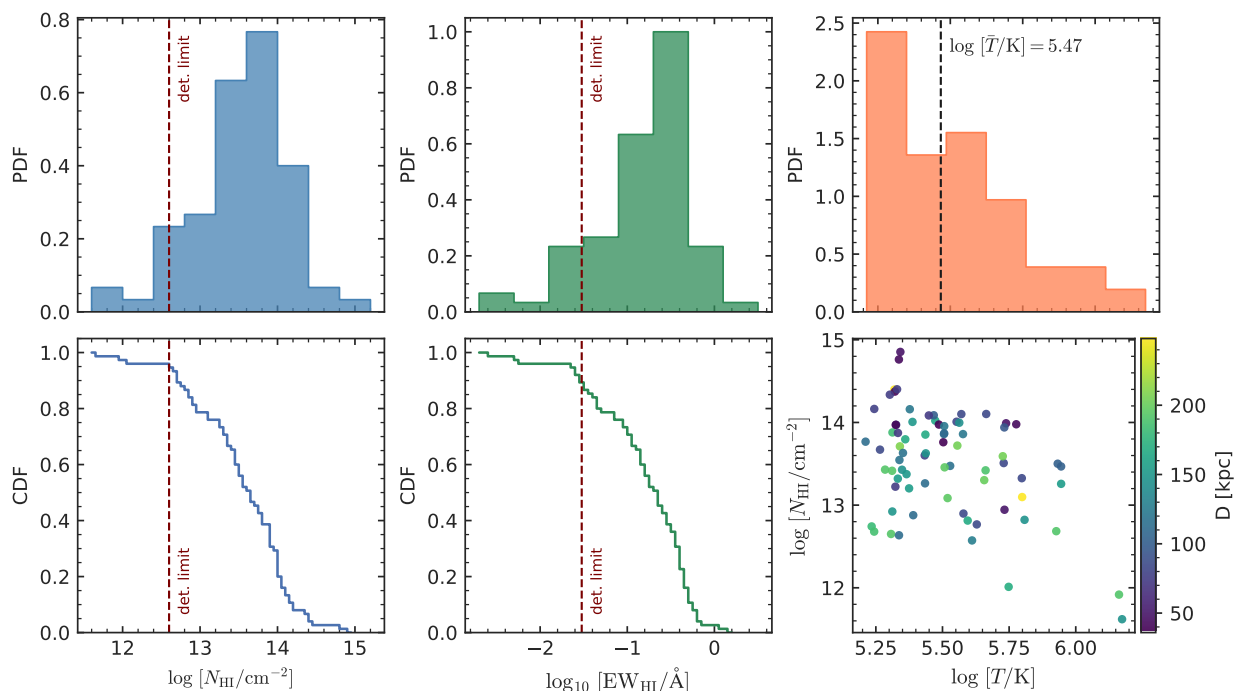 0.8
0.6
0.4
0.2
0.0
PDF
det. limit
1.0
0.8
0.6
0.4
0.2
0.0
PDF
det. limit
2.5
2.0
1.5
1.0
0.5
0.0
PDF
log [T̄/K] = 5.47
1.0
0.8
0.6
0.4
0.2
0.0
CDF
det. limit
12 13 14 15
log [N_HI/cm⁻²]
1.0
0.8
0.6
0.4
0.2
0.0
CDF
det. limit
−2 −1 0
log₁₀ [EW_HI/Å]
15
14
13
12
log [N_HI/cm⁻²]
5.25 5.50 5.75 6.00
log [T/K]
200
150
100
50
D [kpc]